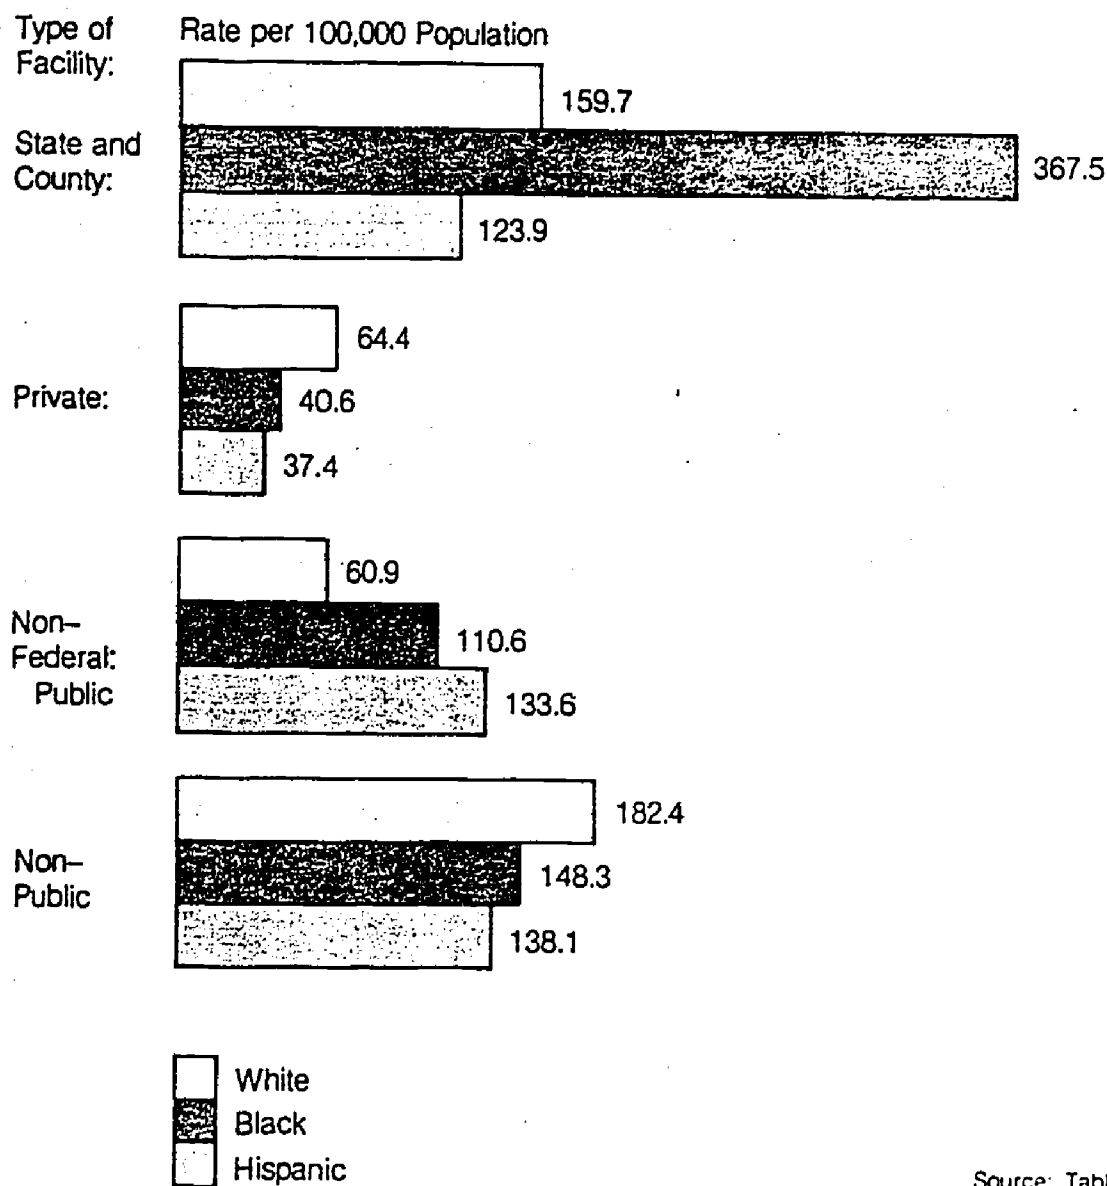 Type of
Facility:
Rate per 100,000 Population
State and
County:
159.7
367.5
123.9
Private:
64.4
40.6
37.4
Non–
Federal:
Public
60.9
110.6
133.6
Non–
Public
182.4
148.3
138.1
White
Black
Hispanic
Source: